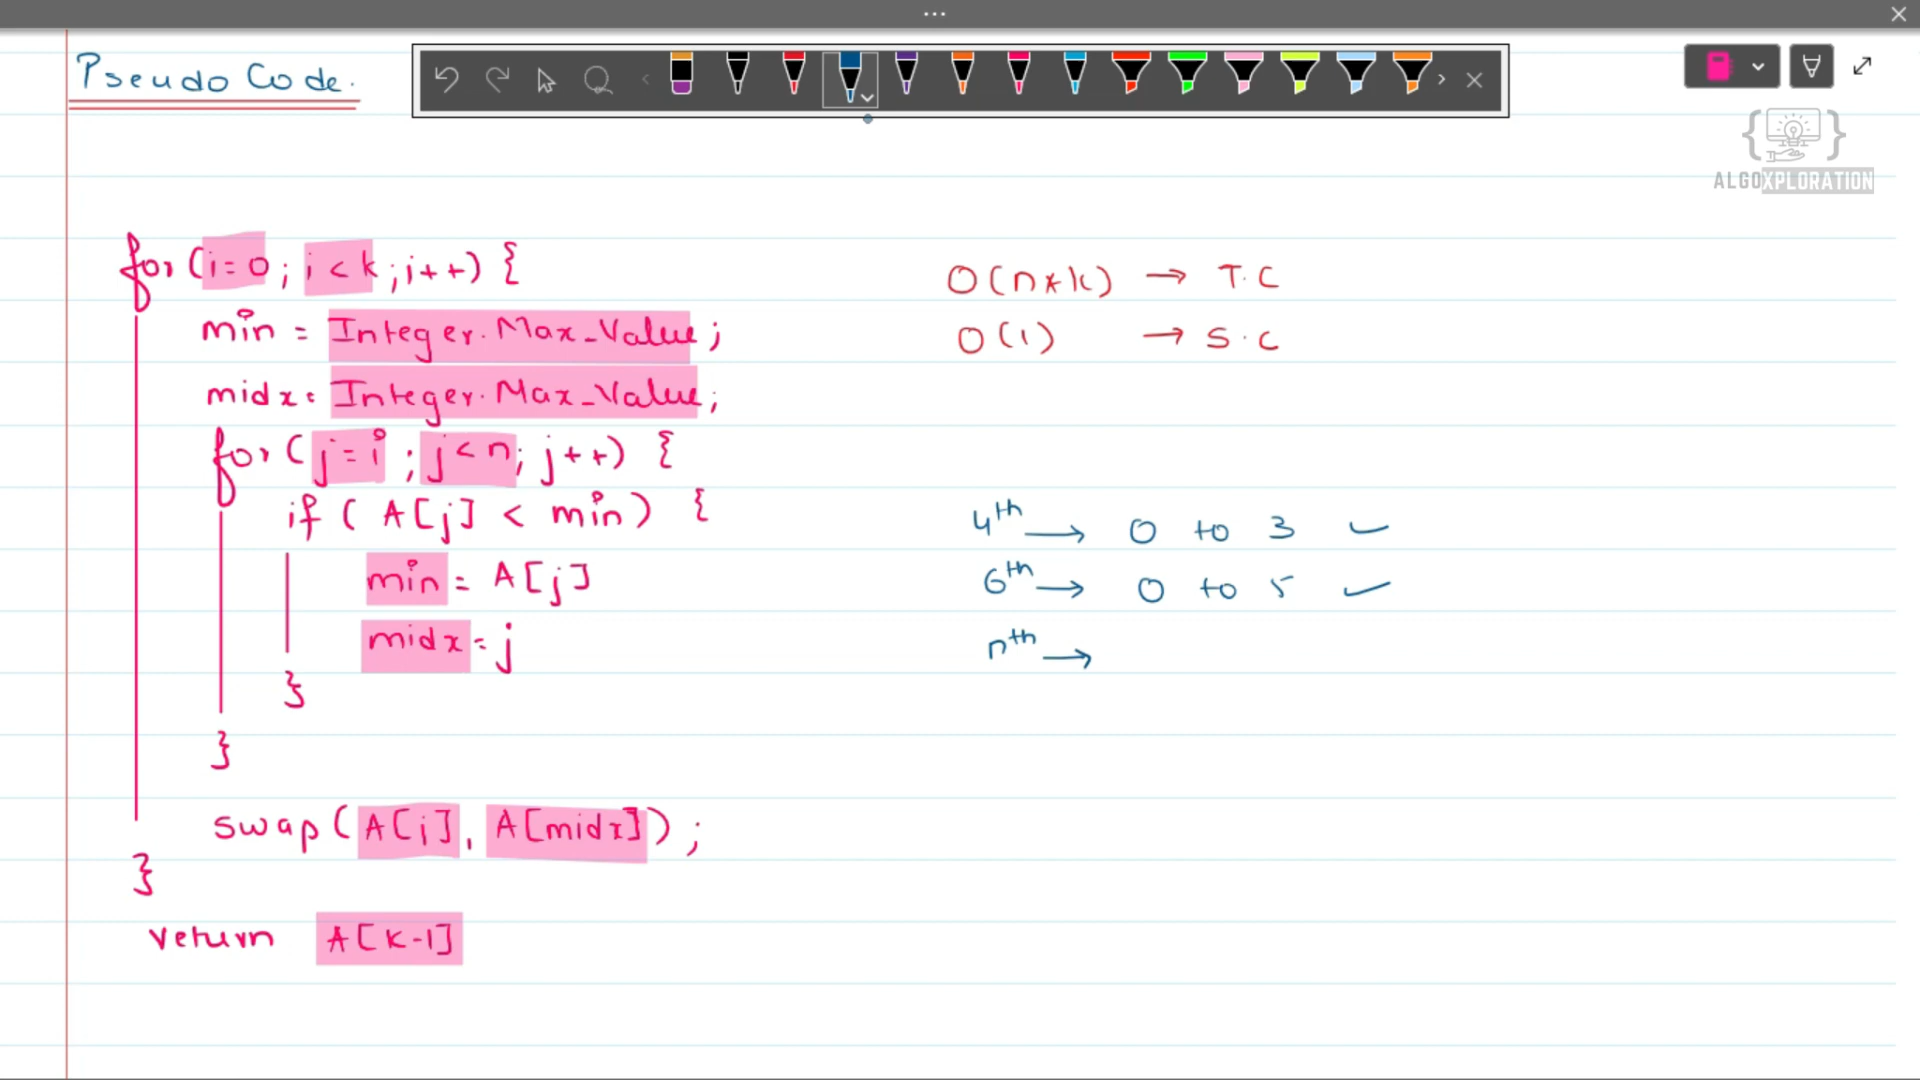 Pseudo Code.
ALGOXPLORATION
for (i=0; i<k; i++) {
min = Integer.Max_Value;
midx = Integer.Max_Value;
for (j=i; j<n; j++) {
if (A[j] < min) {
min = A[j]
midx = j
}
}
swap(A[i], A[midx]);
}
return A[k-1]
O(n*k) → T.C
O(1) → S.C
4th → 0 to 3 ✓
6th → 0 to 5 ✓
nth →